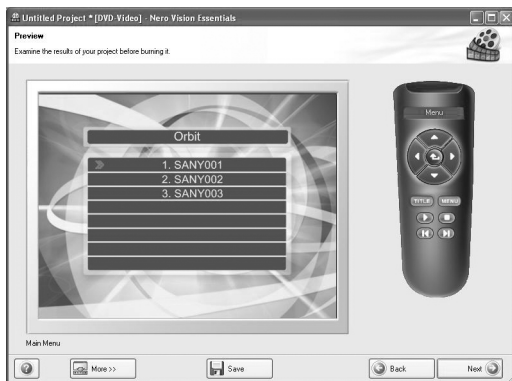 Untitled Project * [DVD-Video] - Nero Vision Essentials
Preview
Examine the results of your project before burning it.
Menu
Orbit
1. SANY001
2. SANY002
3. SANY003
TITLE MENU
Main Menu
More >> Save Back Next